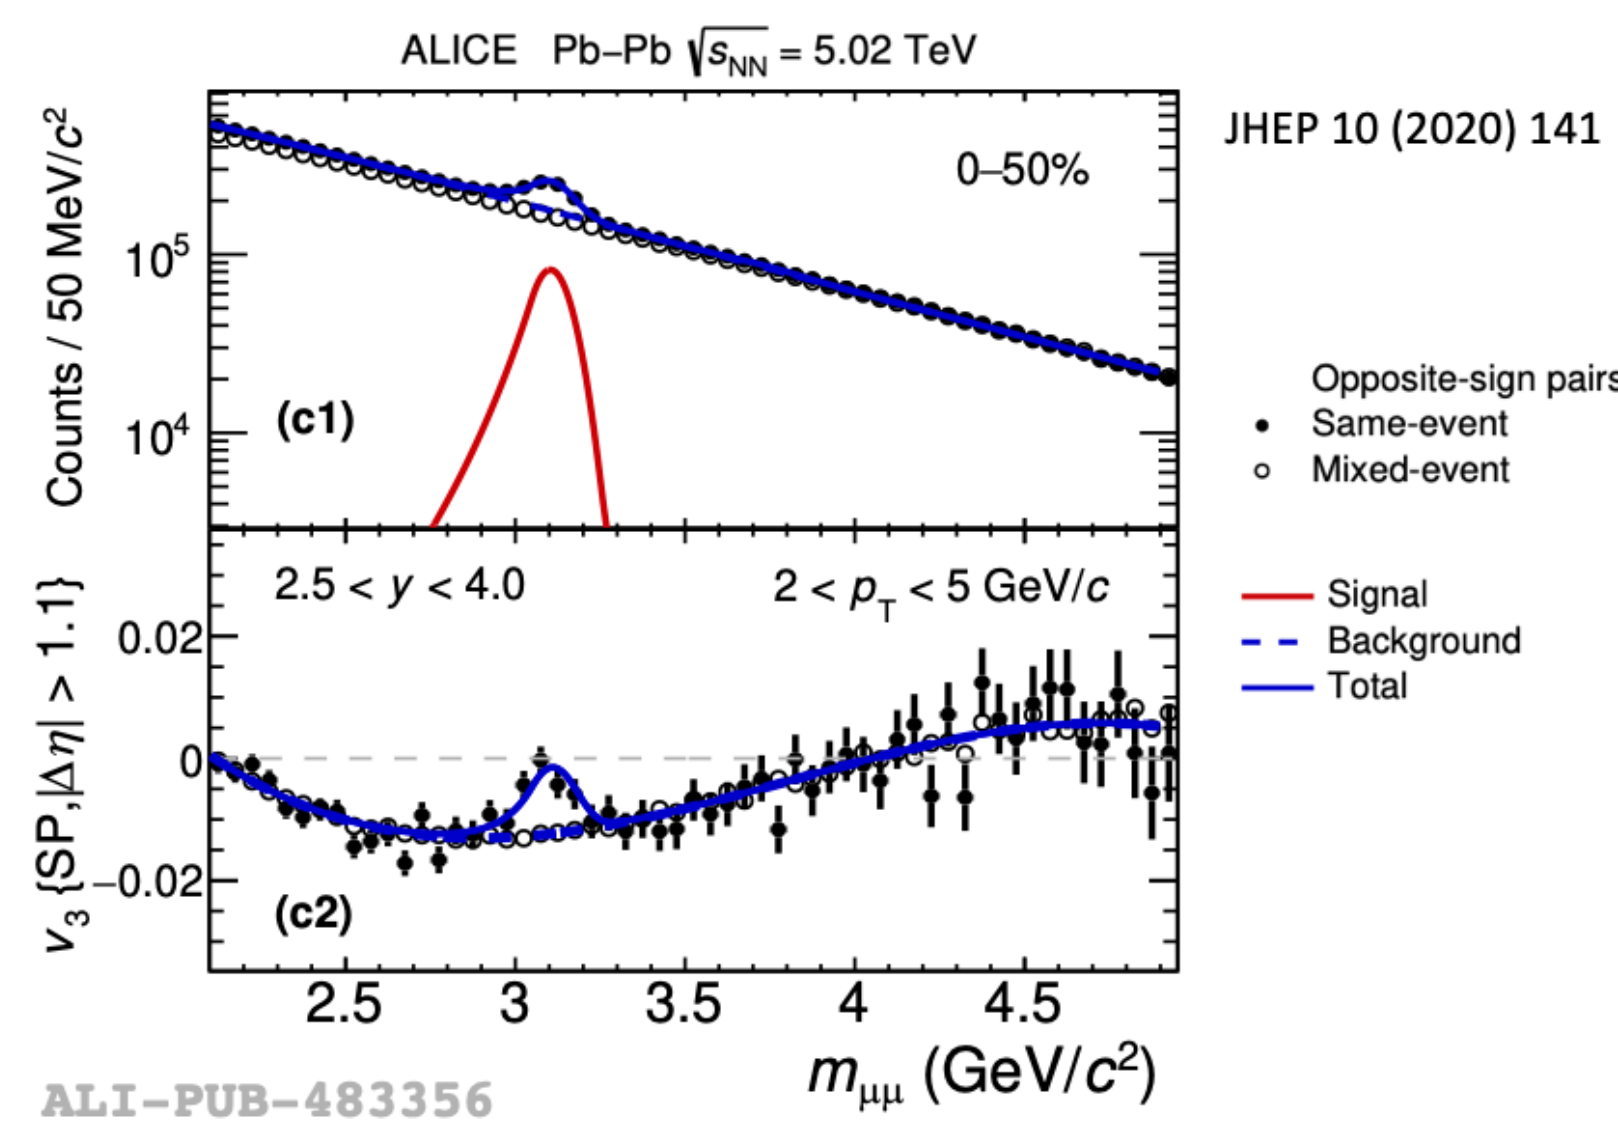 ALICE Pb−Pb √sNN = 5.02 TeV
JHEP 10 (2020) 141
0−50%
Counts / 50 MeV/c²
10⁵
10⁴
(c1)
Opposite-sign pairs
Same-event
Mixed-event
2.5 < y < 4.0
2 < pT < 5 GeV/c
Signal
Background
Total
v₃ {SP,|Δη| > 1.1}
0.02
0
−0.02
(c2)
2.5 3 3.5 4 4.5
mμμ (GeV/c²)
ALI−PUB−483356